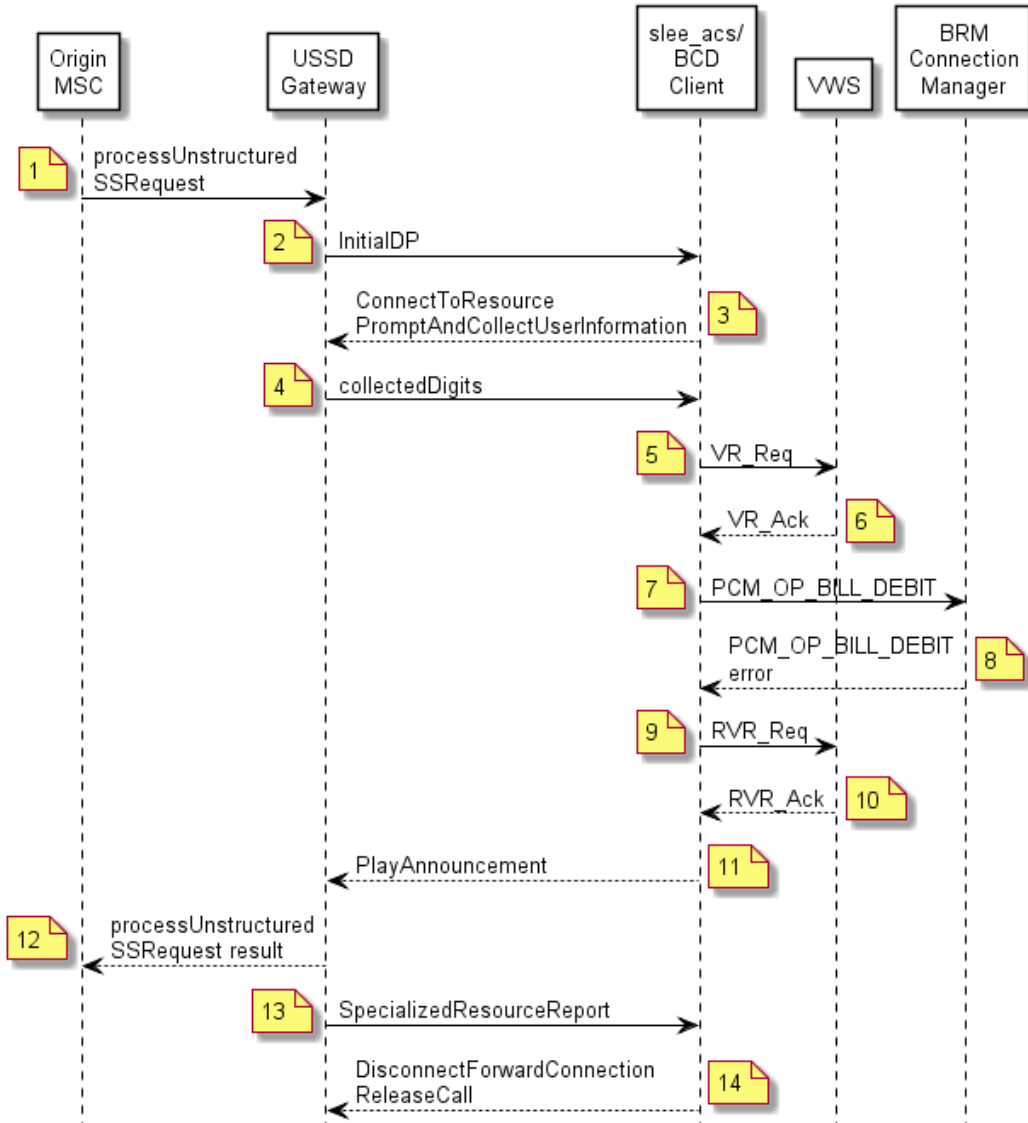 Origin
MSC
USSD
Gateway
slee_acs/
BCD
Client
VWS
BRM
Connection
Manager
1
processUnstructured
SSRequest
2
InitialDP
ConnectToResource
PromptAndCollectUserInformation
3
4
collectedDigits
5
VR_Req
VR_Ack
6
7
PCM_OP_BILL_DEBIT
PCM_OP_BILL_DEBIT
error
8
9
RVR_Req
RVR_Ack
10
PlayAnnouncement
11
12
processUnstructured
SSRequest result
13
SpecializedResourceReport
DisconnectForwardConnection
ReleaseCall
14